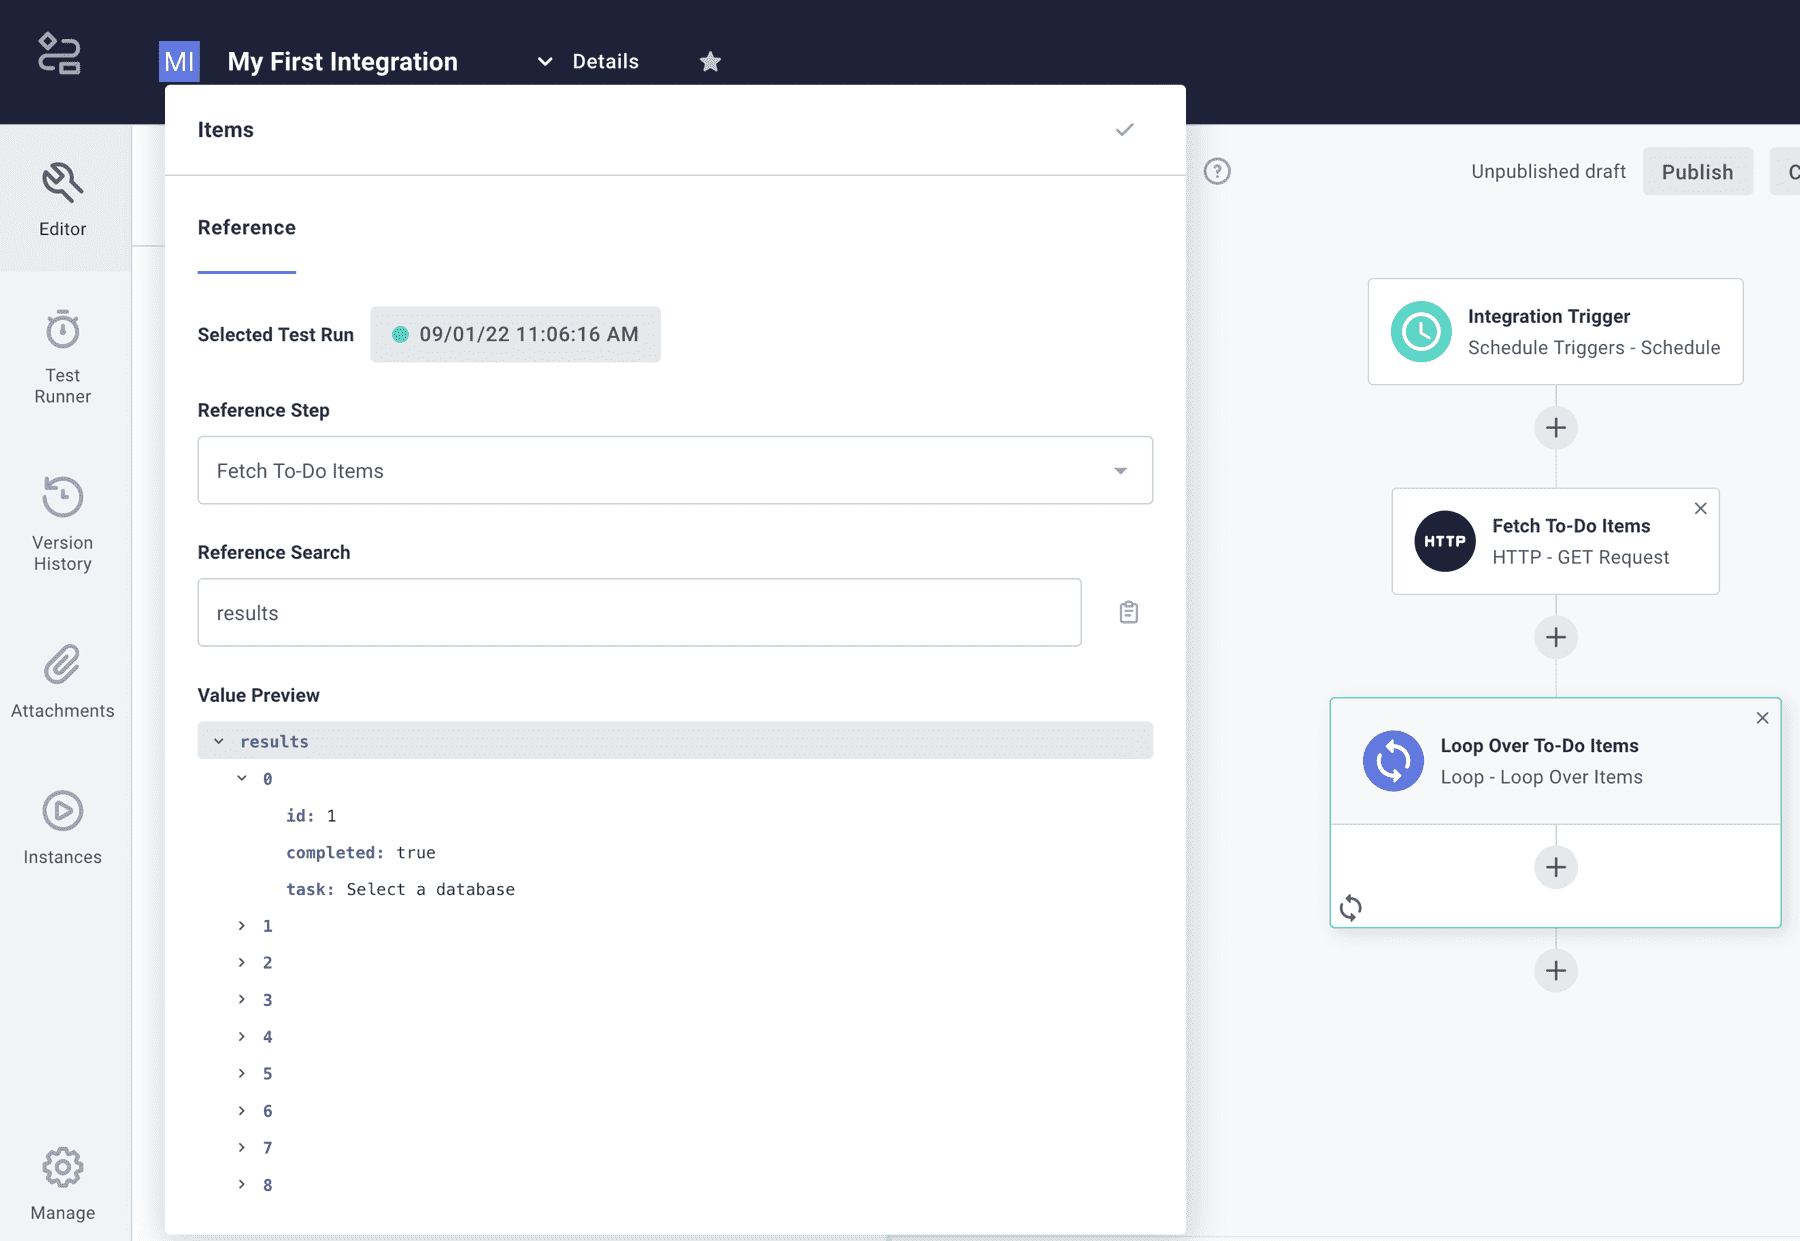 MI
My First Integration
Details
Items
Reference
Selected Test Run
09/01/22 11:06:16 AM
Reference Step
Fetch To-Do Items
Reference Search
results
Value Preview
results
0
id: 1
completed: true
task: Select a database
1
2
3
4
5
6
7
8
Editor
Test
Runner
Version
History
Attachments
Instances
Manage
?
Unpublished draft
Publish
C
Integration Trigger
Schedule Triggers - Schedule
HTTP
Fetch To-Do Items
HTTP - GET Request
Loop Over To-Do Items
Loop - Loop Over Items